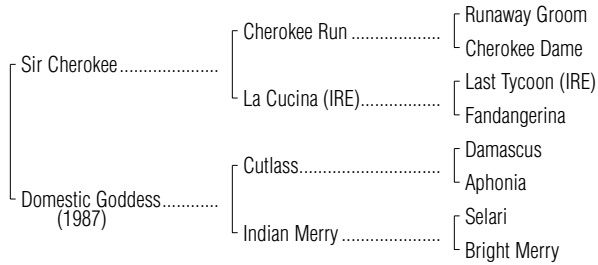 Runaway Groom
Cherokee Run ..................
Cherokee Dame
Sir Cherokee....................
Last Tycoon (IRE)
La Cucina (IRE)................
Fandangerina
Damascus
Cutlass............................
Aphonia
Domestic Goddess...........
(1987)
Selari
Indian Merry ...................
Bright Merry